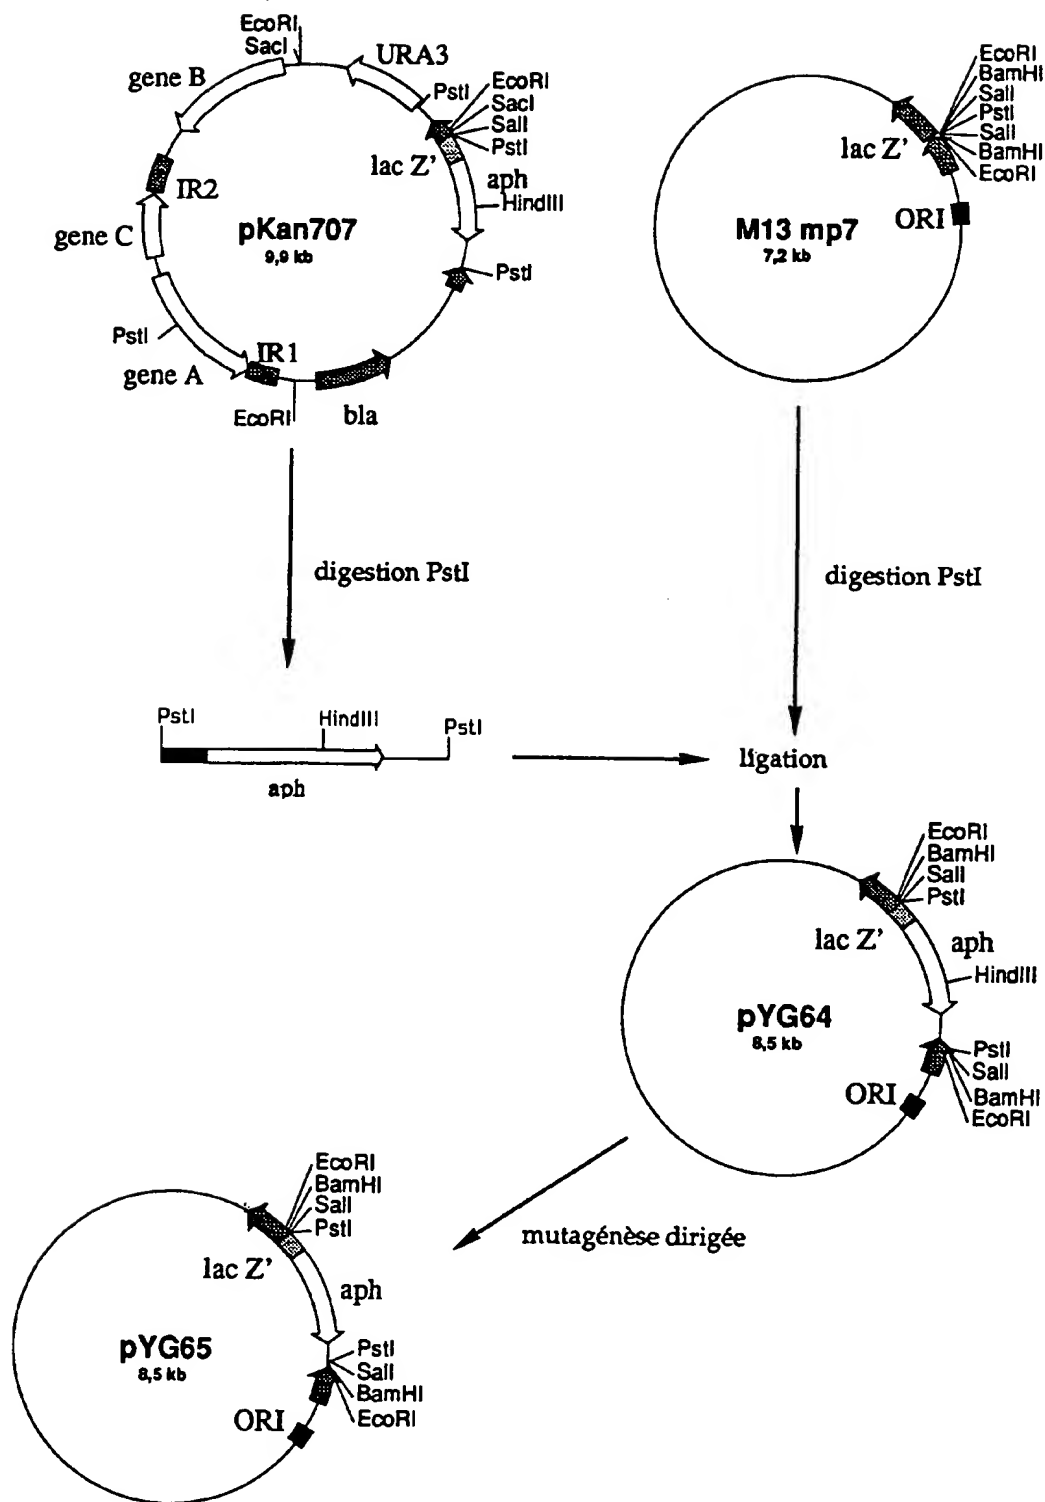 EcoRI
SacI
URA3
gene B
PstI
EcoRI
SacI
SalI
PstI
lac Z'
aph
HindIII
IR2
gene C
pKan707
9,9 kb
PstI
PstI
gene A
IR1
EcoRI
bla
EcoRI
BamHI
SalI
PstI
SalI
BamHI
EcoRI
lac Z'
ORI
M13 mp7
7,2 kb
digestion PstI
digestion PstI
PstI
HindIII
PstI
aph
ligation
EcoRI
BamHI
SalI
PstI
lac Z'
aph
HindIII
pYG64
8,5 kb
PstI
SalI
BamHI
EcoRI
ORI
mutagénèse dirigée
EcoRI
BamHI
SalI
PstI
lac Z'
aph
pYG65
8,5 kb
PstI
SalI
BamHI
EcoRI
ORI